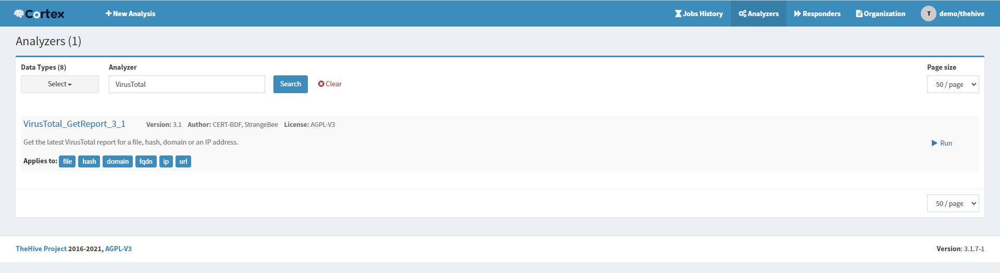 Cortex New Analysis Jobs History Analyzers Responders Organization T demo/thehive
Analyzers (1)
Data Types (8) Analyzer Page size
Select VirusTotal Search Clear 50 / page
VirusTotal_GetReport_3_1 Version: 3.1 Author: CERT-BDF, StrangeBee License: AGPL-V3
Get the latest VirusTotal report for a file, hash, domain or an IP address.
Run
Applies to: file hash domain fqdn ip url
50 / page
TheHive Project 2016-2021, AGPL-V3 Version: 3.1.7-1